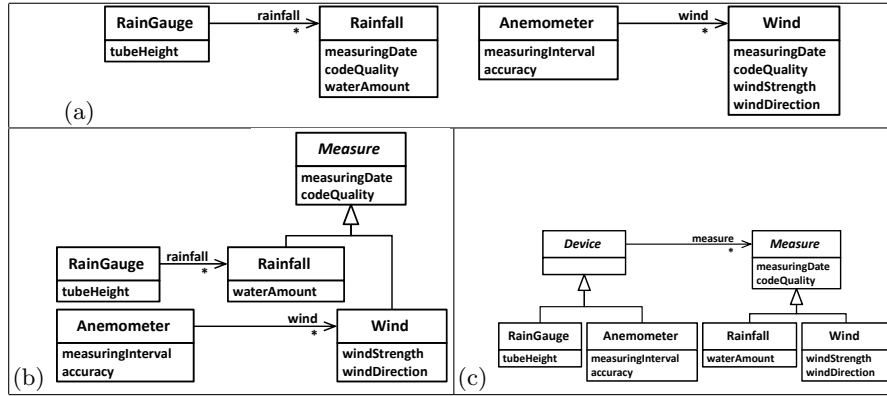 RainGauge
tubeHeight
rainfall
*
Rainfall
measuringDate
codeQuality
waterAmount
Anemometer
measuringInterval
accuracy
wind
*
Wind
measuringDate
codeQuality
windStrength
windDirection
(a)
Measure
measuringDate
codeQuality
RainGauge
tubeHeight
rainfall
*
Rainfall
waterAmount
Anemometer
measuringInterval
accuracy
wind
*
Wind
windStrength
windDirection
(b)
Device
measure
*
Measure
measuringDate
codeQuality
RainGauge
tubeHeight
Anemometer
measuringInterval
accuracy
Rainfall
waterAmount
Wind
windStrength
windDirection
(c)